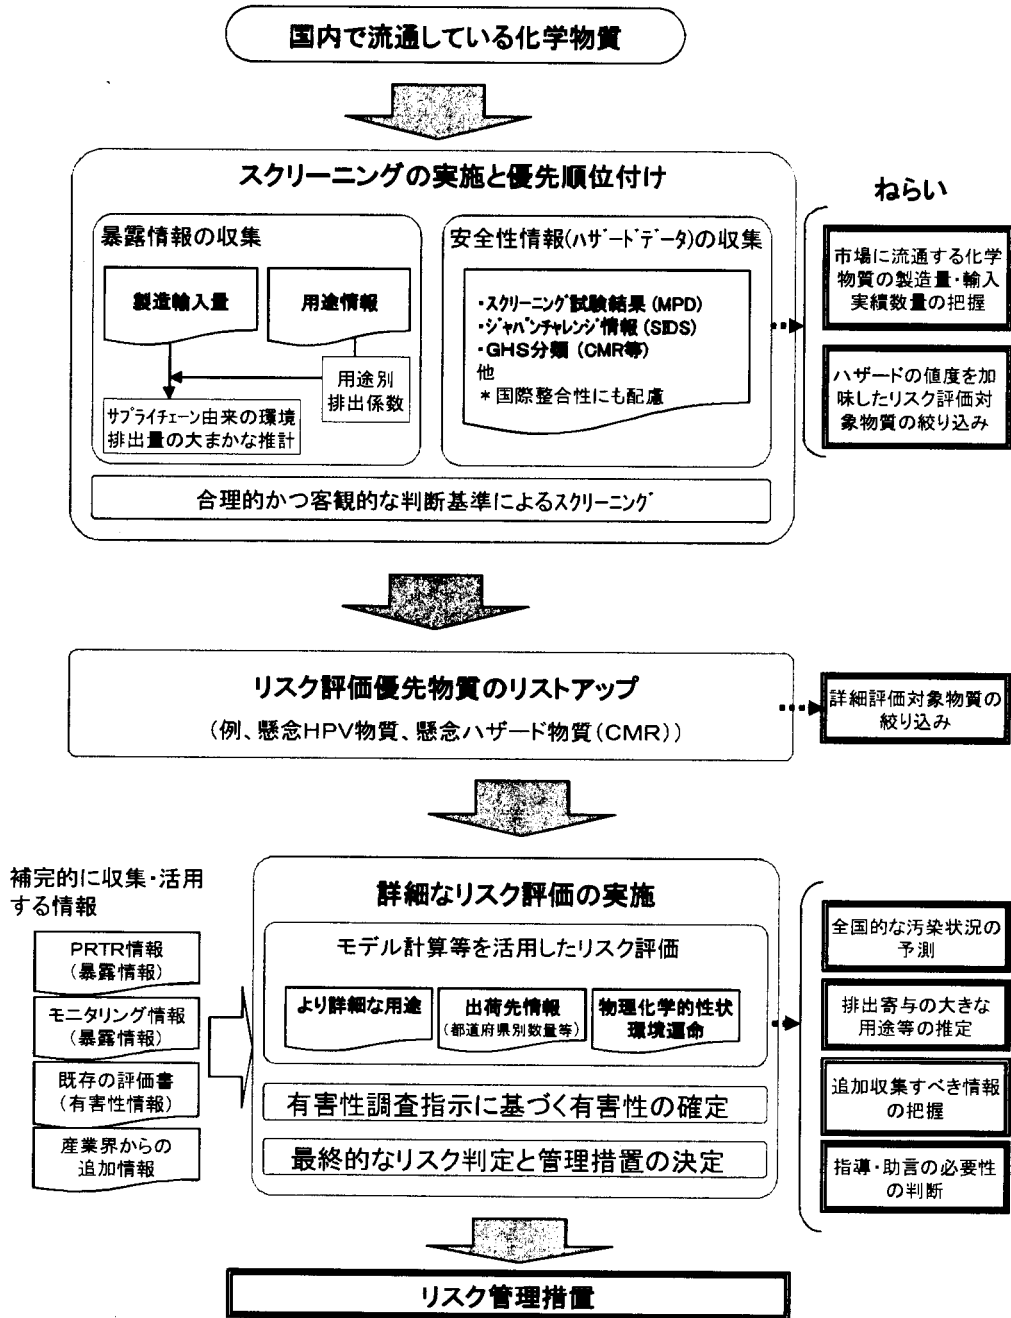 国内で流通している化学物質
スクリーニングの実施と優先順位付け
暴露情報の収集
製造輸入量
用途情報
用途別
排出係数
サプライチェーン由来の環境
排出量の大まかな推計
安全性情報(ハザードデータ)の収集
・スクリーニング試験結果(MPD)
・ジャパンチャレンジ情報(SIDS)
・GHS分類(CMR等)
他
*国際整合性にも配慮
合理的かつ客観的な判断基準によるスクリーニング
ねらい
市場に流通する化学
物質の製造量・輸入
実績数量の把握
ハザードの値度を加
味したリスク評価対
象物質の絞り込み
リスク評価優先物質のリストアップ
(例、懸念HPV物質、懸念ハザード物質(CMR))
詳細評価対象物質の
絞り込み
補完的に収集・活用
する情報
PRTR情報
(暴露情報)
モニタリング情報
(暴露情報)
既存の評価書
(有害性情報)
産業界からの
追加情報
詳細なリスク評価の実施
モデル計算等を活用したリスク評価
より詳細な用途
出荷先情報
(都道府県別数量等)
物理化学的性状
環境運命
有害性調査指示に基づく有害性の確定
最終的なリスク判定と管理措置の決定
全国的な汚染状況の
予測
排出寄与の大きな
用途等の推定
追加収集すべき情報
の把握
指導・助言の必要性
の判断
リスク管理措置